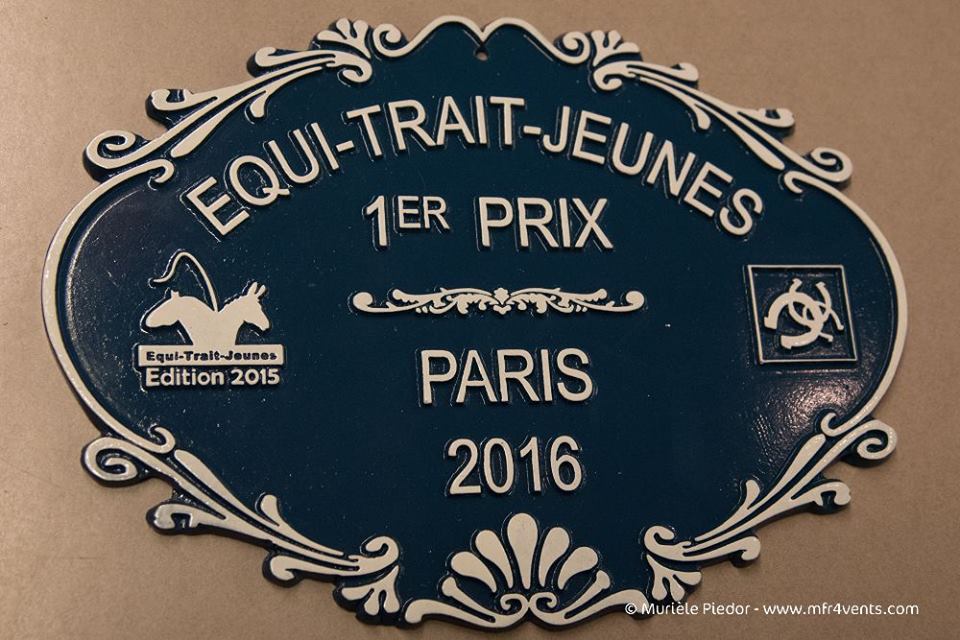 EQUI-TRAIT-JEUNES
1ER PRIX
Equi-Trait-Jeunes
Edition 2015
PARIS
2016
© Murièle Piedor - www.mfr4vents.com